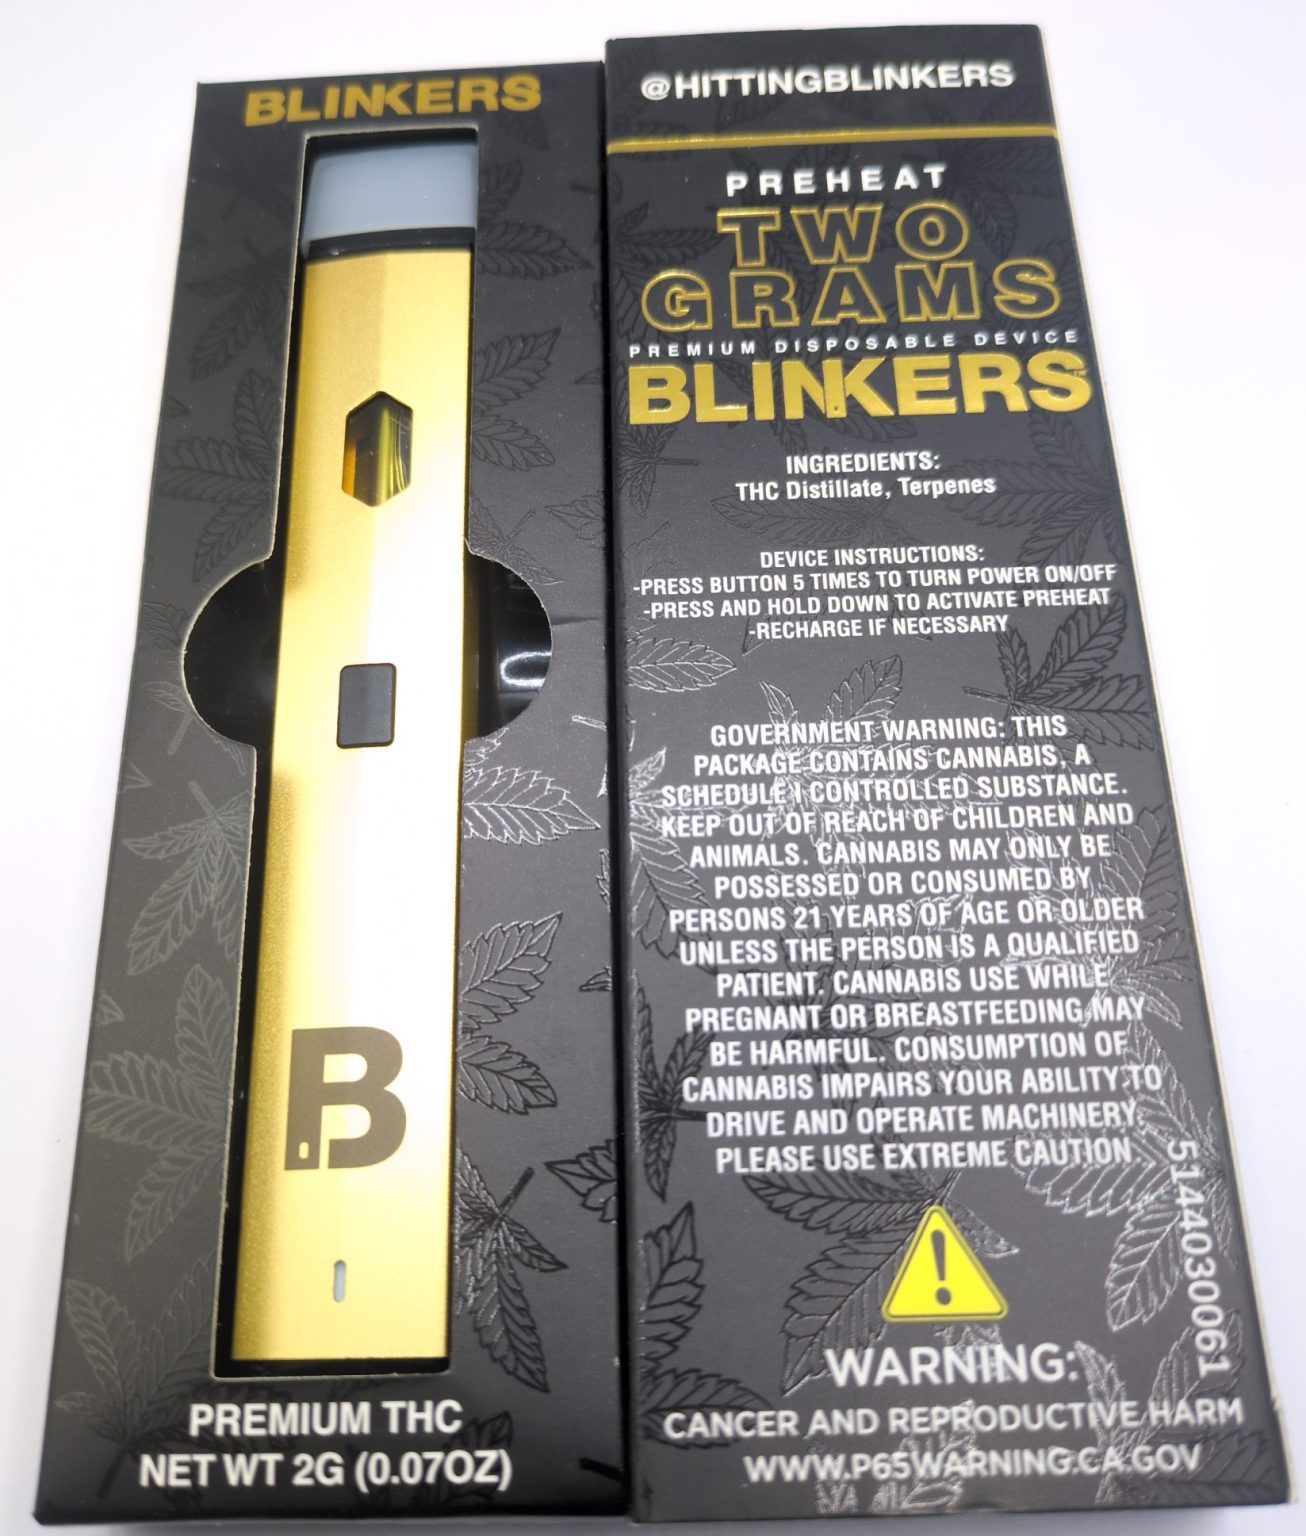 BLINKERS
B
PREMIUM THC
NET WT 2G (0.07OZ)
@HITTINGBLINKERS
PREHEAT
TWO
GRAMS
PREMIUM DISPOSABLE DEVICE
BLINKERS™
INGREDIENTS:
THC Distillate, Terpenes
DEVICE INSTRUCTIONS:
-PRESS BUTTON 5 TIMES TO TURN POWER ON/OFF
-PRESS AND HOLD DOWN TO ACTIVATE PREHEAT
-RECHARGE IF NECESSARY
GOVERNMENT WARNING: THIS
PACKAGE CONTAINS CANNABIS, A
SCHEDULE I CONTROLLED SUBSTANCE.
KEEP OUT OF REACH OF CHILDREN AND
ANIMALS. CANNABIS MAY ONLY BE
POSSESSED OR CONSUMED BY
PERSONS 21 YEARS OF AGE OR OLDER
UNLESS THE PERSON IS A QUALIFIED
PATIENT. CANNABIS USE WHILE
PREGNANT OR BREASTFEEDING MAY
BE HARMFUL. CONSUMPTION OF
CANNABIS IMPAIRS YOUR ABILITY TO
DRIVE AND OPERATE MACHINERY.
PLEASE USE EXTREME CAUTION
5144030061
!
WARNING:
CANCER AND REPRODUCTIVE HARM
WWW.P65WARNING.CA.GOV